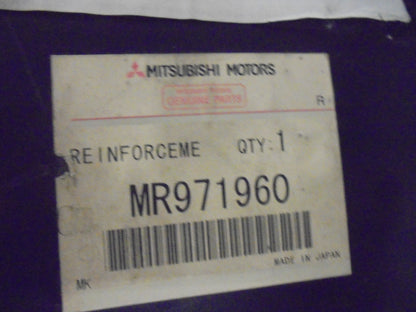 MITSUBISHI MOTORS
GENUINE PARTS
R
REINFORCEME QTY:1
MR971960
MADE IN JAPAN
MK